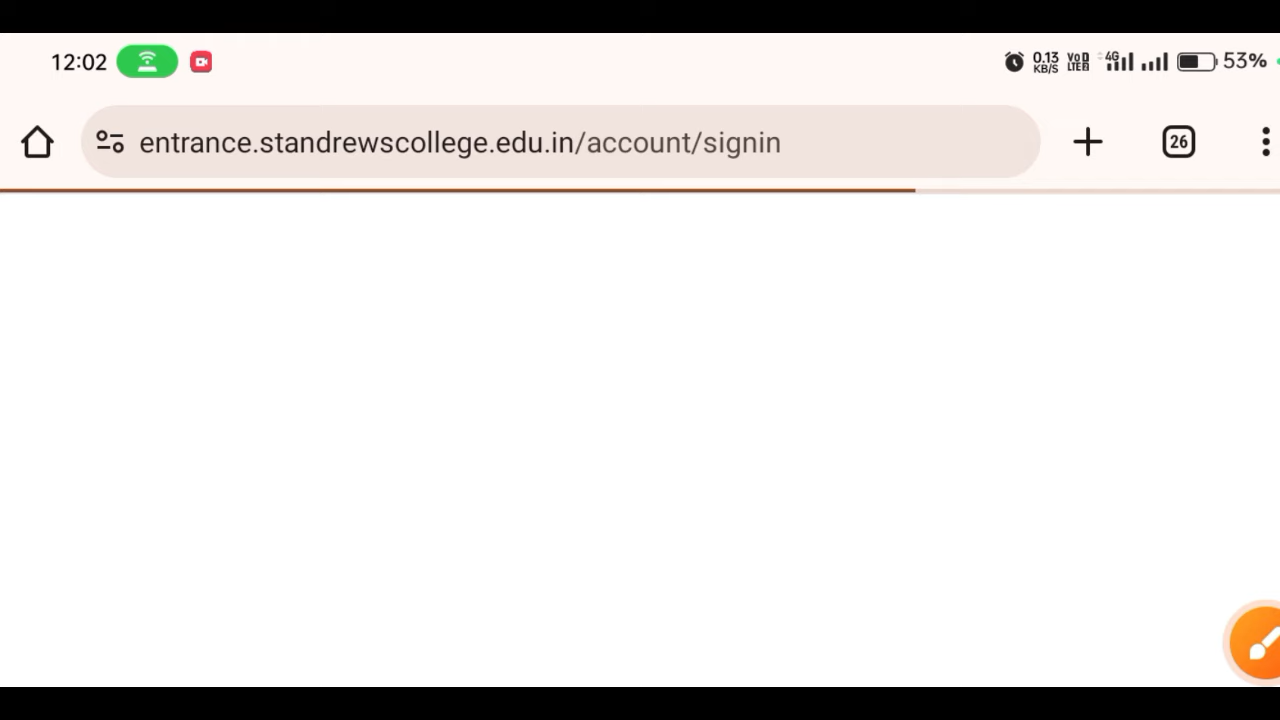 12:02 0.13 KB/S VoD LTE2 4G 53%
entrance.standrewscollege.edu.in/account/signin 26